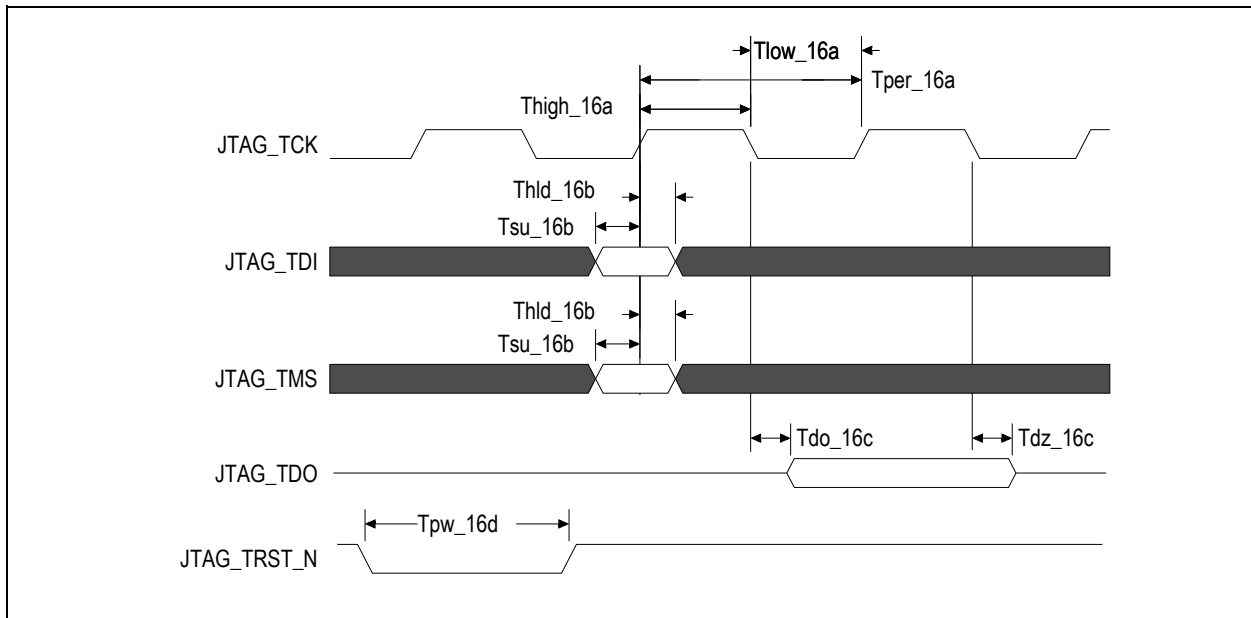 Tlow_16a
Tper_16a
Thigh_16a
JTAG_TCK
Thld_16b
Tsu_16b
JTAG_TDI
Thld_16b
Tsu_16b
JTAG_TMS
Tdo_16c
Tdz_16c
JTAG_TDO
Tpw_16d
JTAG_TRST_N